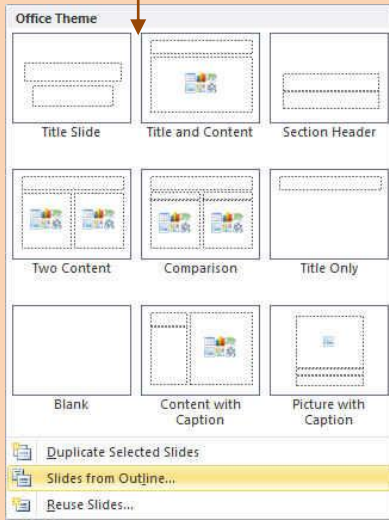 Office Theme
Title Slide
Title and Content
Section Header
Two Content
Comparison
Title Only
Blank
Content with
Caption
Picture with
Caption
Duplicate Selected Slides
Slides from Outline...
Reuse Slides...